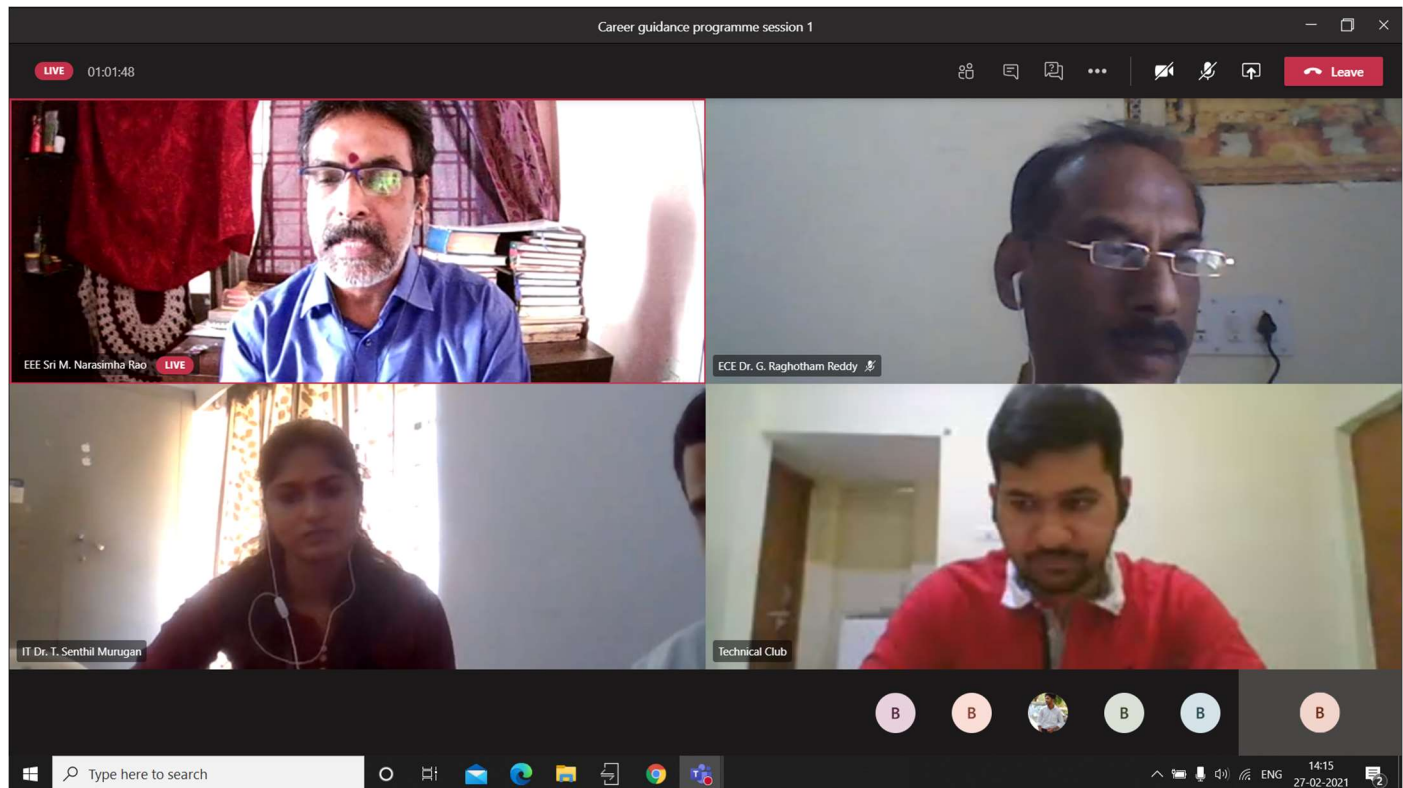 Career guidance programme session 1
LIVE 01:01:48
Leave
EEE Sri M. Narasimha Rao LIVE
ECE Dr. G. Raghotham Reddy
IT Dr. T. Senthil Murugan
Technical Club
B B B B B
Type here to search
ENG
14:15
27-02-2021
2